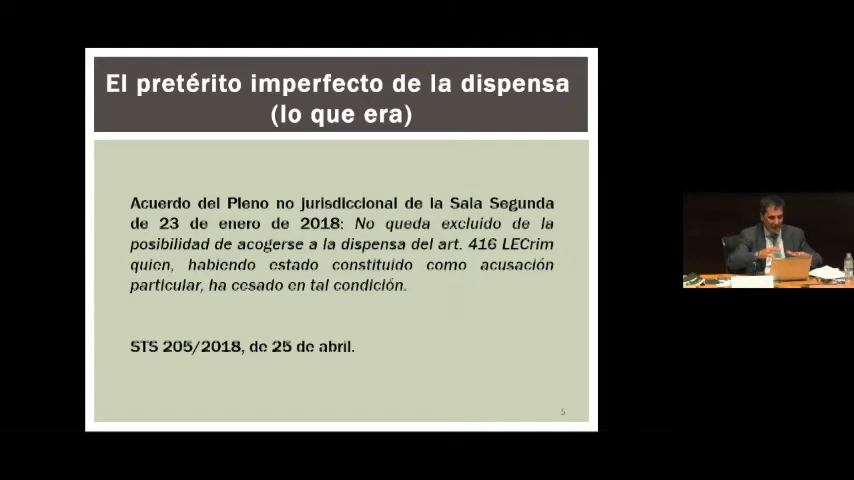 El pretérito imperfecto de la dispensa
(lo que era)
Acuerdo del Pleno no jurisdiccional de la Sala Segunda
de 23 de enero de 2018: No queda excluido de la
posibilidad de acogerse a la dispensa del art. 416 LECrim
quien, habiendo estado constituido como acusación
particular, ha cesado en tal condición.
STS 205/2018, de 25 de abril.
5